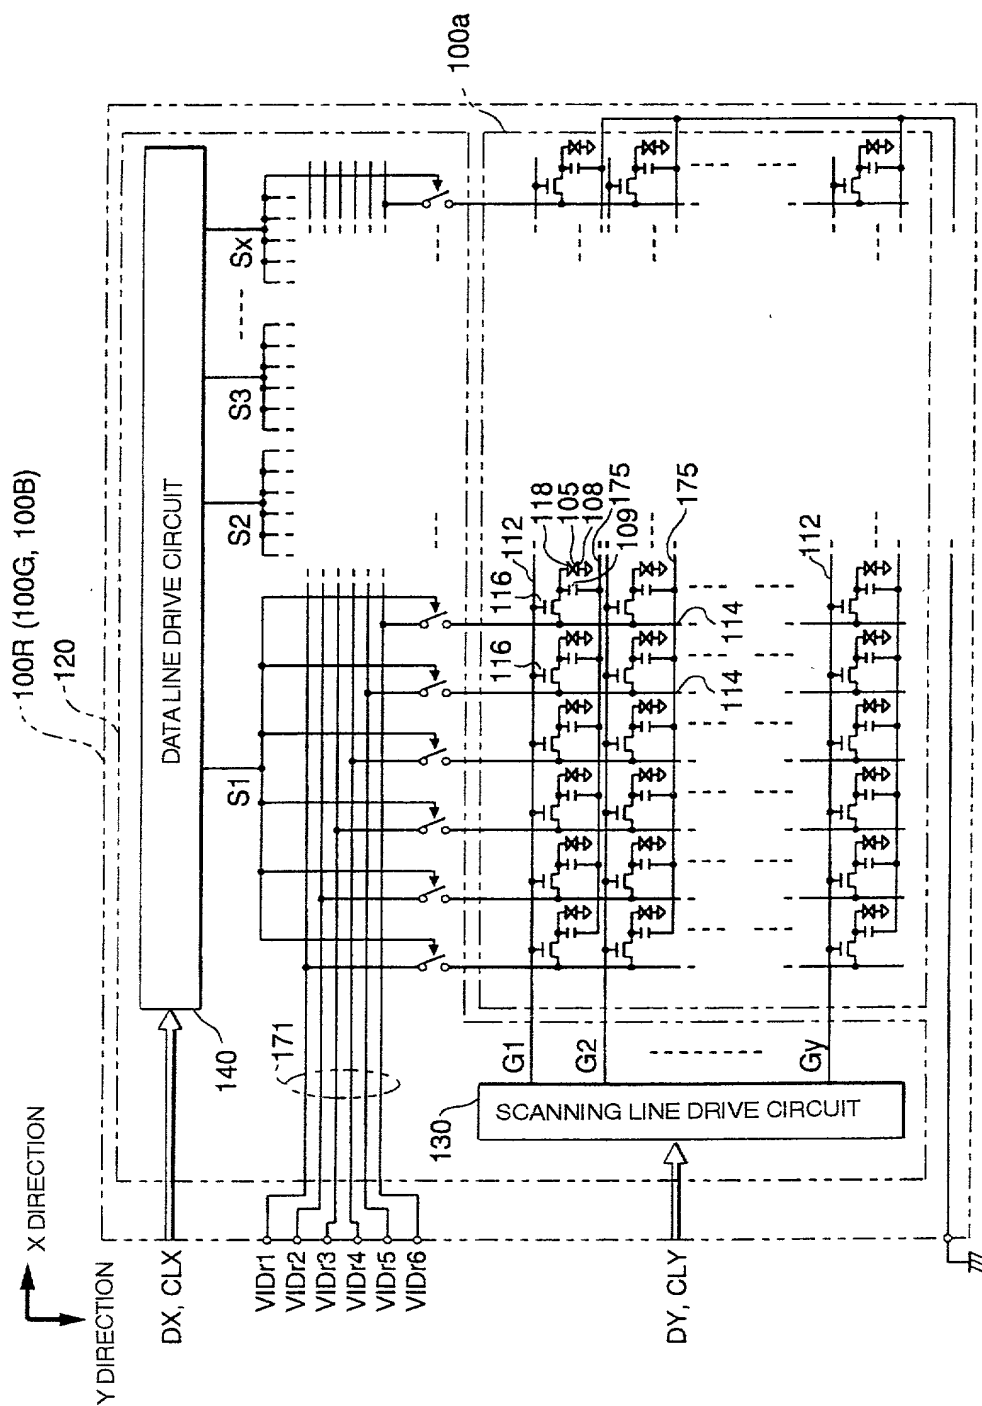 100R (100G, 100B)
120
X DIRECTION
Y DIRECTION
DX, CLX
DATA LINE DRIVE CIRCUIT
140
S1
S2
S3
Sx
100a
VIDr1
VIDr2
VIDr3
VIDr4
VIDr5
VIDr6
171
112
116
116
118
105
108
175
109
175
114
114
112
G1
G2
Gy
130
SCANNING LINE DRIVE CIRCUIT
DY, CLY